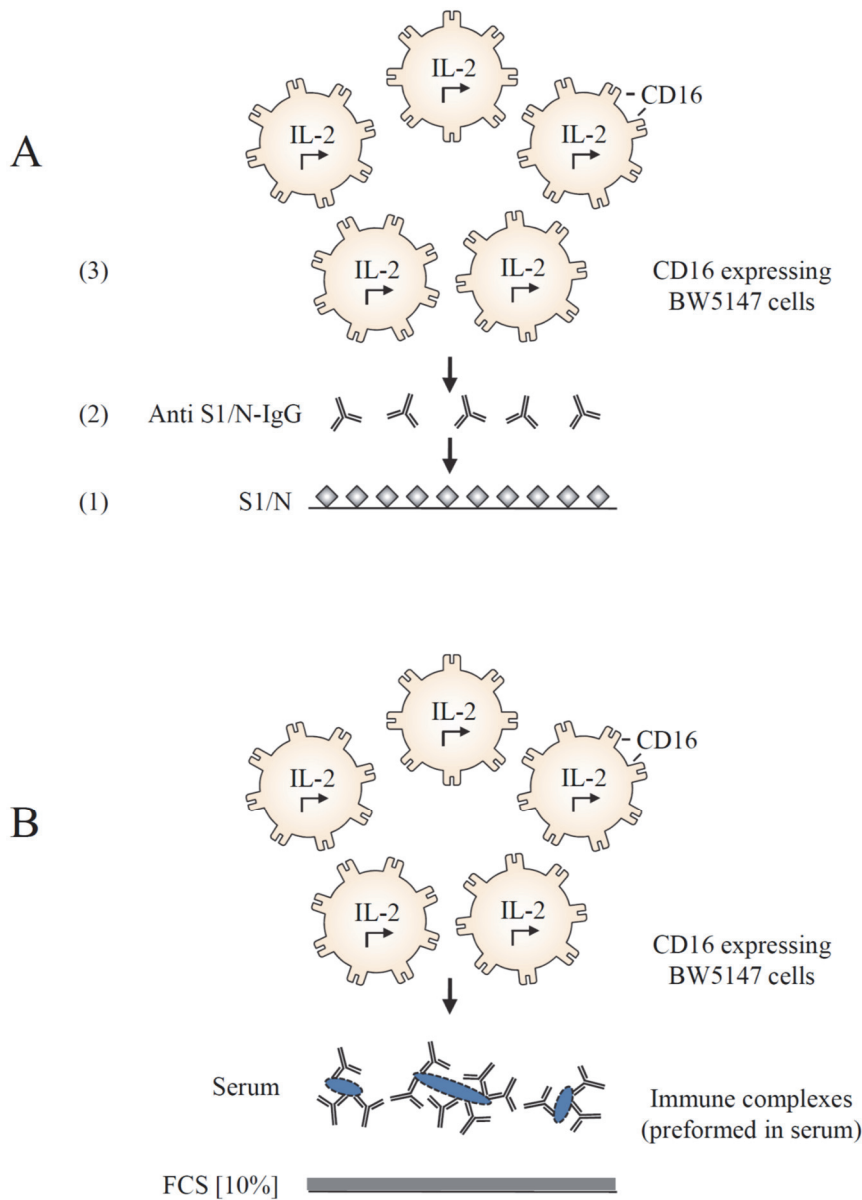 A
IL-2
IL-2
IL-2
CD16
IL-2
IL-2
(3)
CD16 expressing
BW5147 cells
(2)
Anti S1/N-IgG
(1)
S1/N
B
IL-2
IL-2
IL-2
CD16
IL-2
IL-2
CD16 expressing
BW5147 cells
Serum
Immune complexes
(preformed in serum)
FCS [10%]